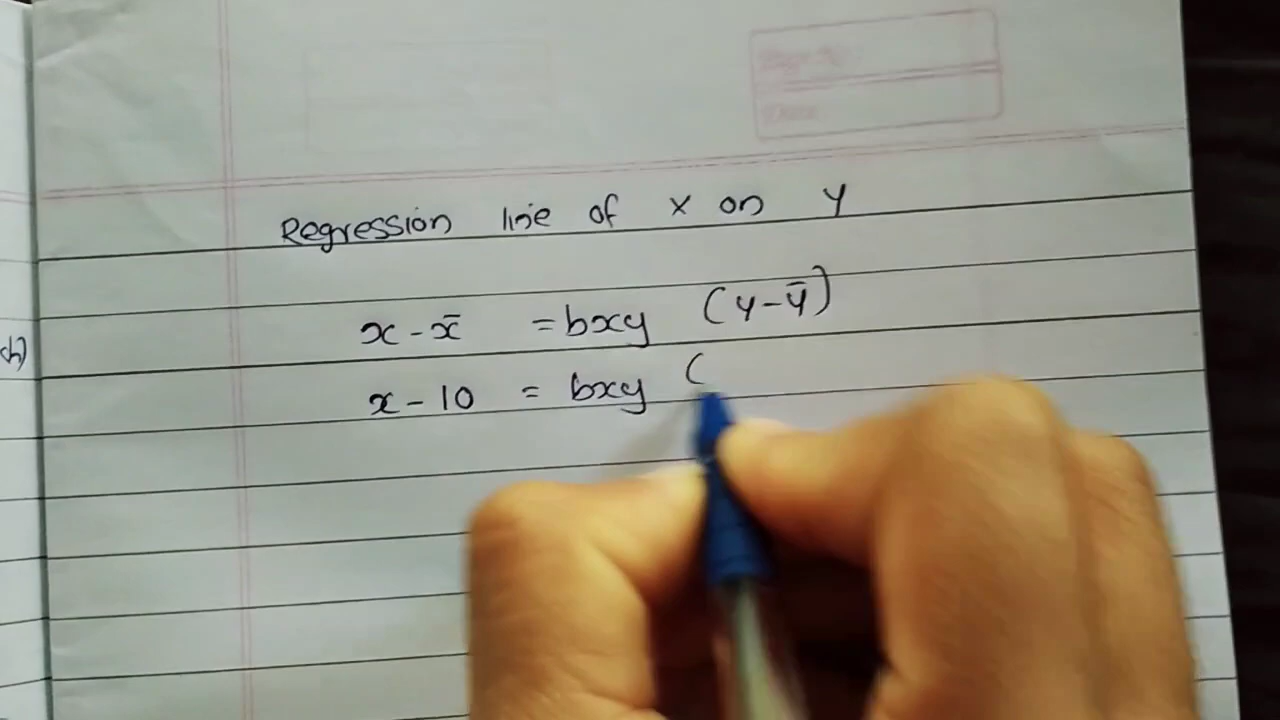 Regression line of x on y
x - x̄ = bxy (y - ȳ)
x - 10 = bxy (